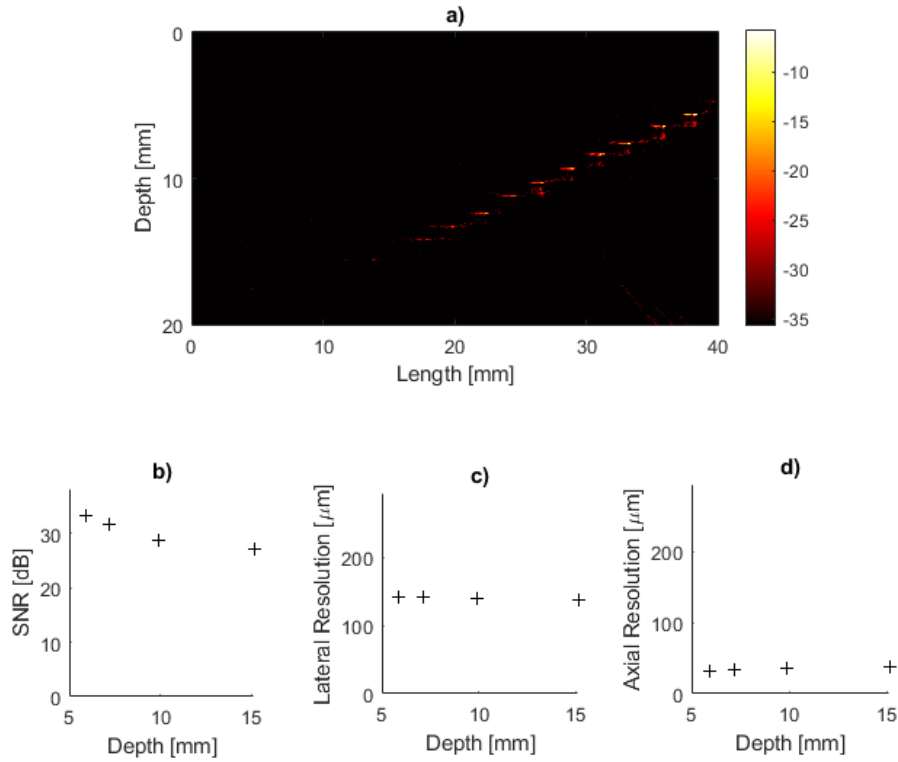 a)
0
10
20
Depth [mm]
0
10
20
30
40
Length [mm]
-10
-15
-20
-25
-30
-35
b)
30
20
10
0
SNR [dB]
5
10
15
Depth [mm]
c)
200
100
0
Lateral Resolution [μm]
5
10
15
Depth [mm]
d)
200
100
0
Axial Resolution [μm]
5
10
15
Depth [mm]